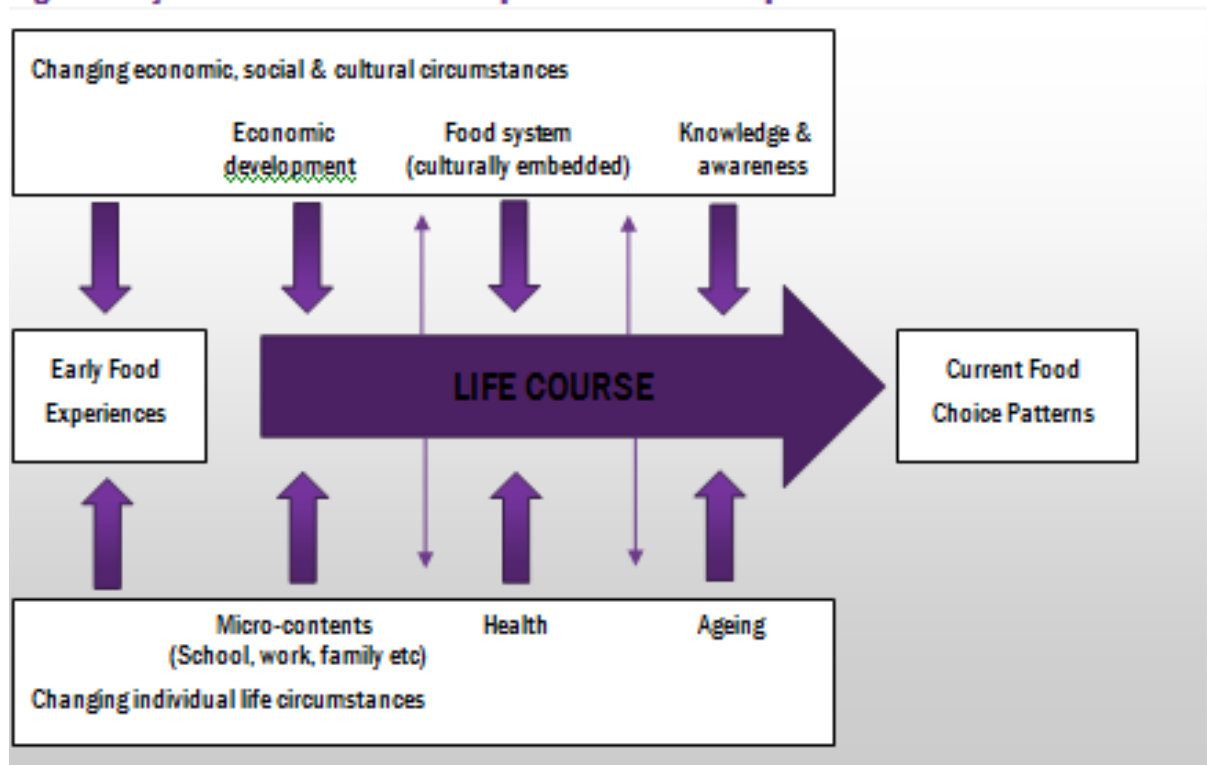 Changing economic, social & cultural circumstances
Economic
development
Food system
(culturally embedded)
Knowledge &
awareness
Early Food
Experiences
LIFE COURSE
Current Food
Choice Patterns
Micro-contents
(School, work, family etc)
Health
Ageing
Changing individual life circumstances